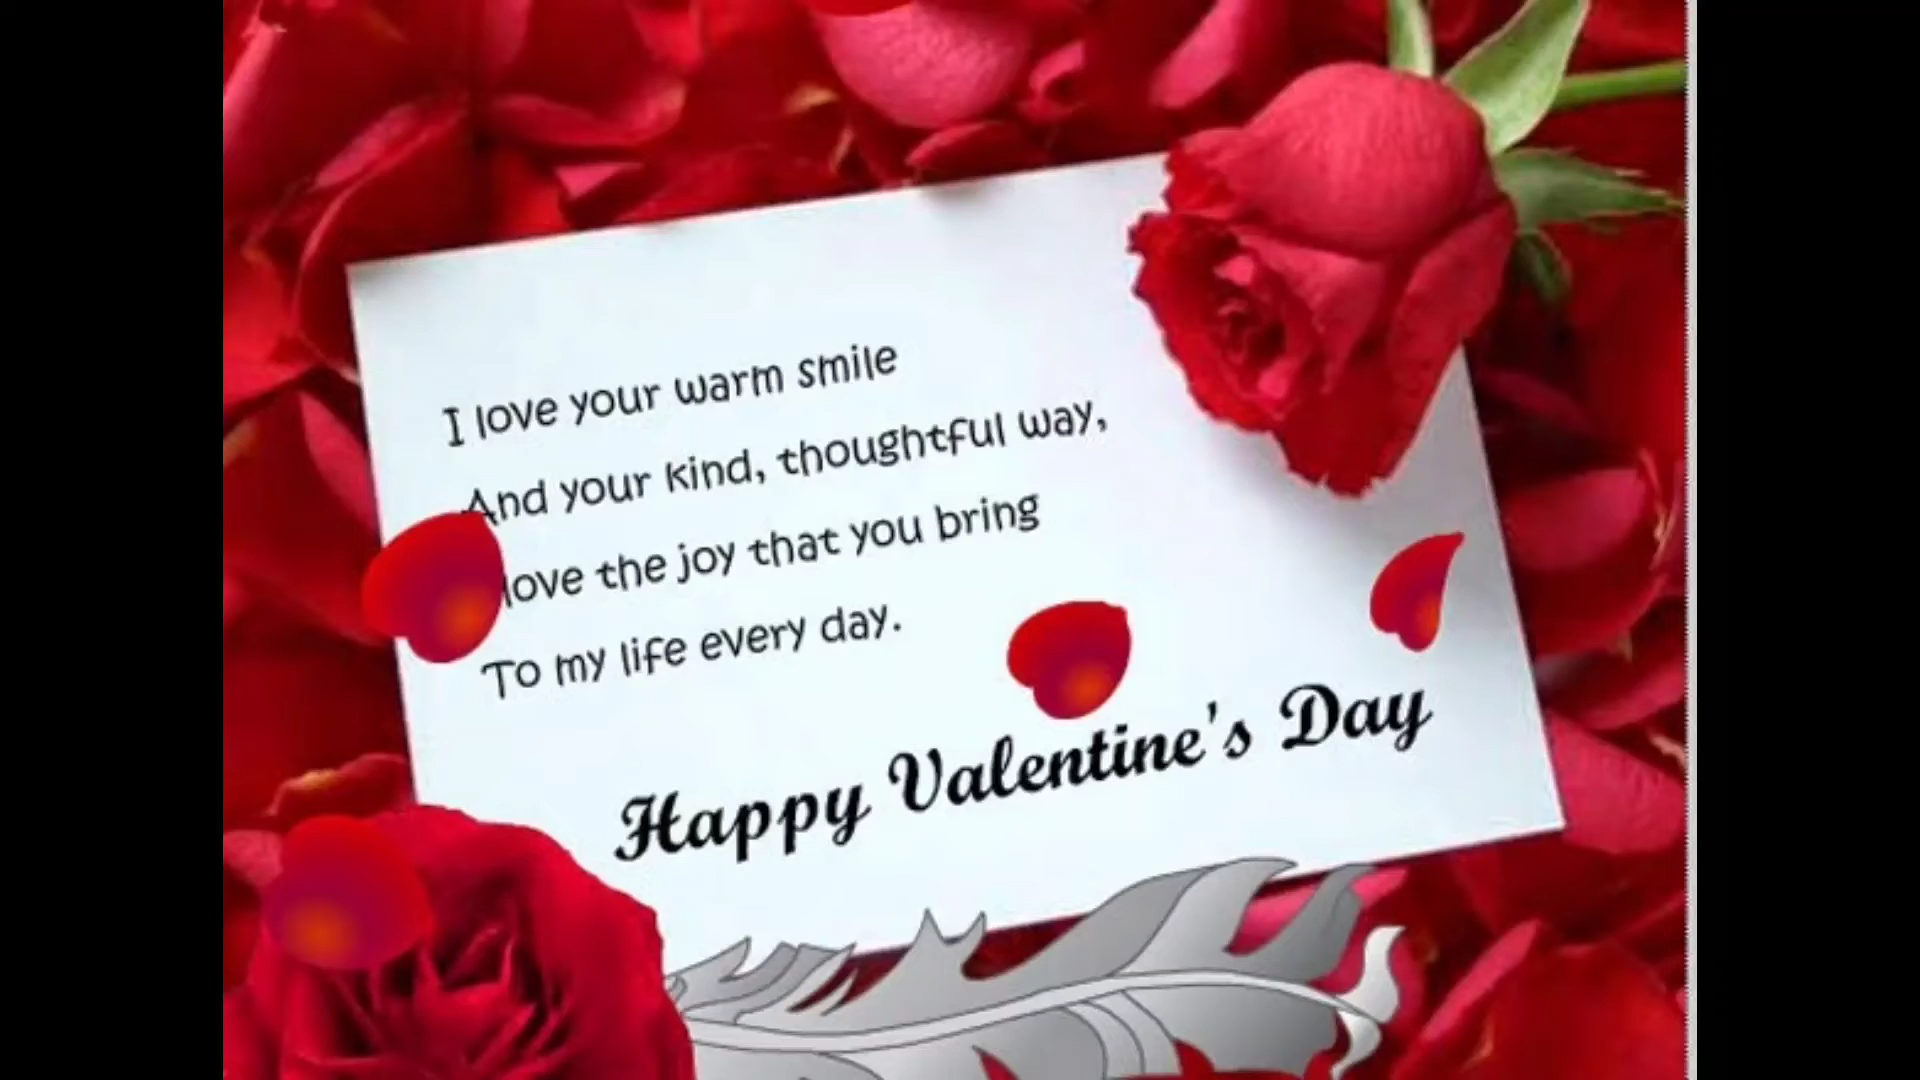 I love your warm smile
And your kind, thoughtful way,
love the joy that you bring
To my life every day.
Happy Valentine's Day